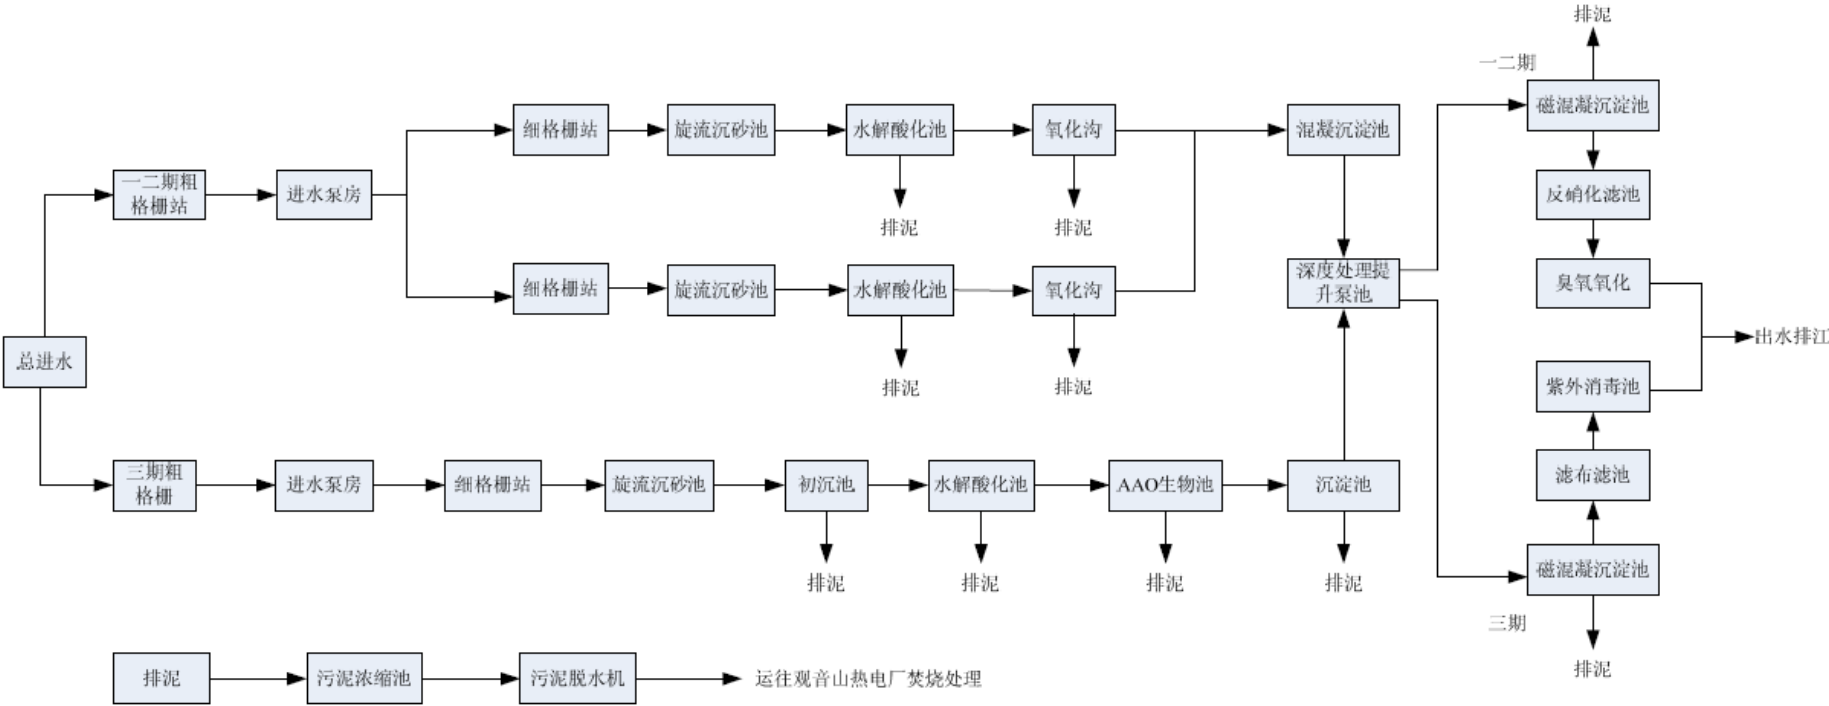 排泥
一二期
磁混凝沉淀池
细格栅站
旋流沉砂池
水解酸化池
氧化沟
混凝沉淀池
一二期粗
格栅站
进水泵房
反硝化滤池
排泥
排泥
细格栅站
旋流沉砂池
水解酸化池
氧化沟
深度处理提
升泵池
臭氧氧化
出水排江
总进水
排泥
排泥
紫外消毒池
三期粗
格栅
进水泵房
细格栅站
旋流沉砂池
初沉池
水解酸化池
AAO生物池
沉淀池
滤布滤池
磁混凝沉淀池
排泥
排泥
排泥
排泥
三期
排泥
排泥
污泥浓缩池
污泥脱水机
运往观音山热电厂焚烧处理